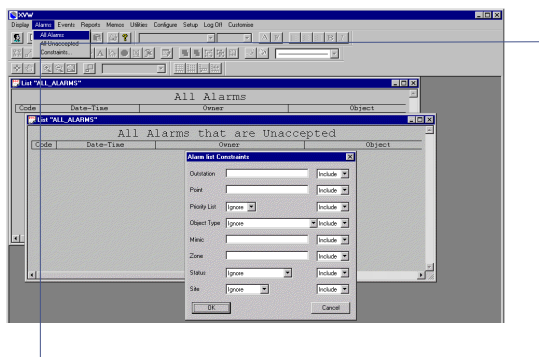 XVW
Display Alarms Events Reports Memos Utilities Configure Setup Log Off Customise
All Alarms
All Unaccepted
Constraints...
List "ALL_ALARMS"
All Alarms
Code Date-Time Owner Object
List "ALL_ALARMS"
All Alarms that are Unaccepted
Code Date-Time Owner Object
Alarm list Constraints
Outstation Include
Point Include
Priority List Ignore Include
Object Type Ignore Include
Mimic Include
Zone Include
Status Ignore Include
Site Ignore Include
OK Cancel